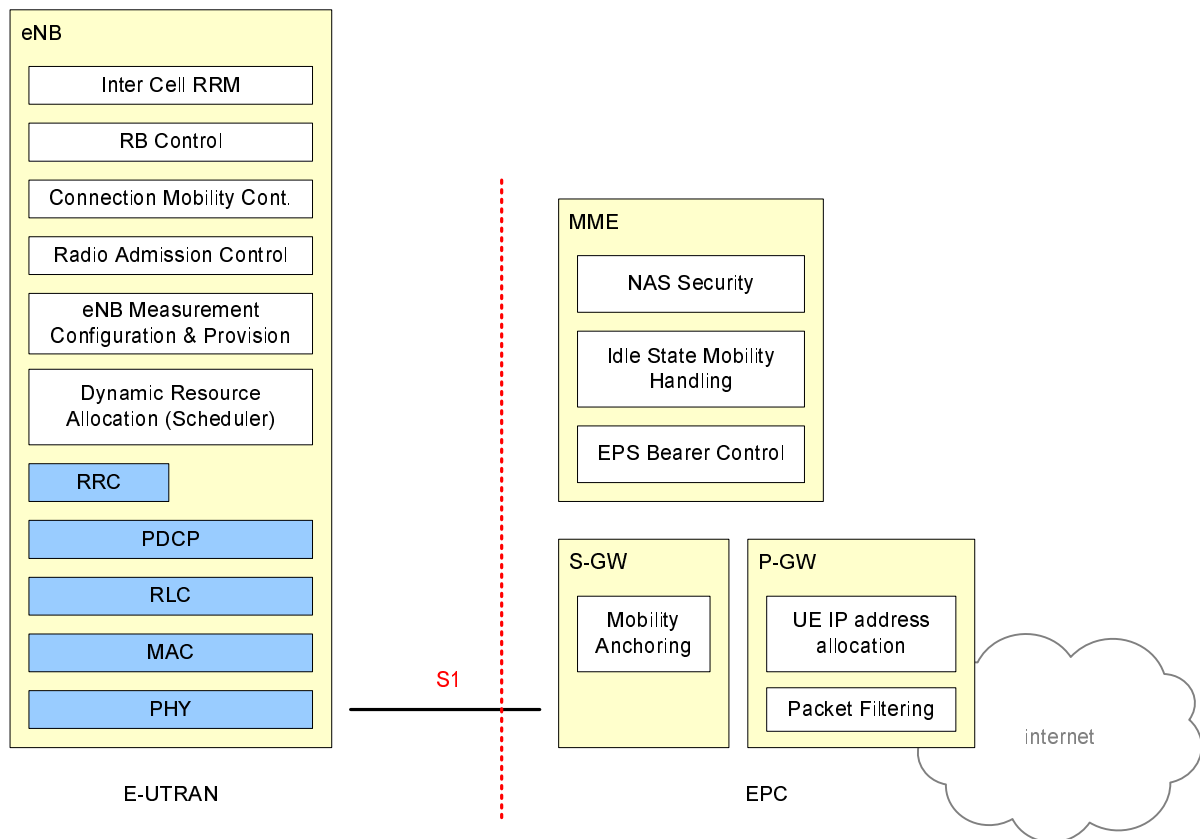 eNB
Inter Cell RRM
RB Control
Connection Mobility Cont.
Radio Admission Control
eNB Measurement
Configuration & Provision
Dynamic Resource
Allocation (Scheduler)
RRC
PDCP
RLC
MAC
PHY
S1
MME
NAS Security
Idle State Mobility
Handling
EPS Bearer Control
S-GW
Mobility
Anchoring
P-GW
UE IP address
allocation
Packet Filtering
internet
E-UTRAN
EPC